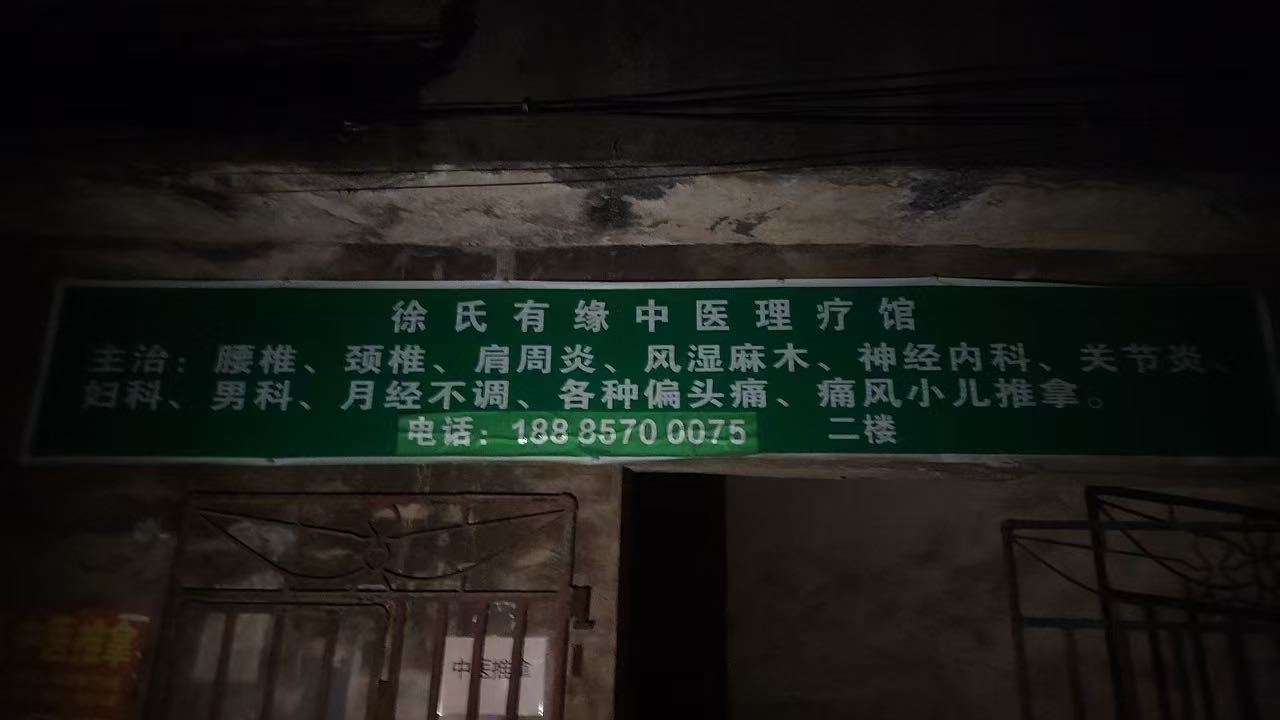 徐氏有缘中医理疗馆
主治：腰椎、颈椎、肩周炎、风湿麻木、神经内科、关节炎、
妇科、男科、月经不调、各种偏头痛、痛风小儿推拿。
电话：188 8570 0075 二楼
中医推拿
中医推拿